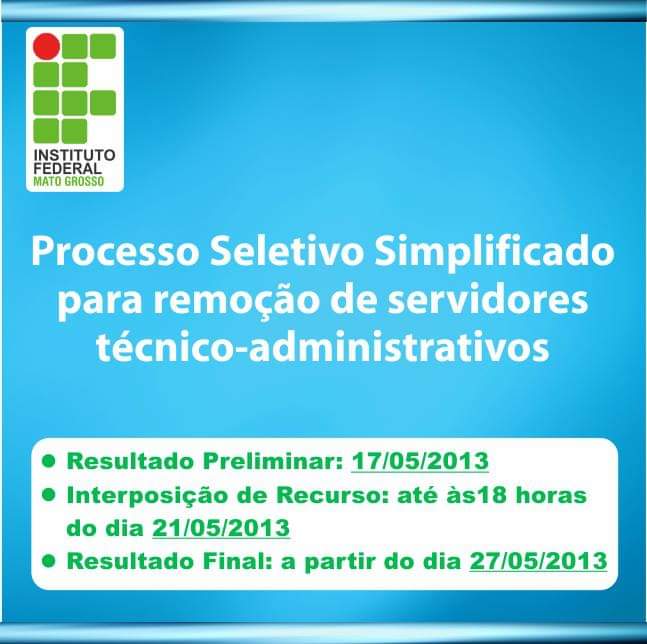 INSTITUTO
FEDERAL
MATO GROSSO
Processo Seletivo Simplificado
para remoção de servidores
técnico-administrativos
● Resultado Preliminar: 17/05/2013
● Interposição de Recurso: até às18 horas
do dia 21/05/2013
● Resultado Final: a partir do dia 27/05/2013